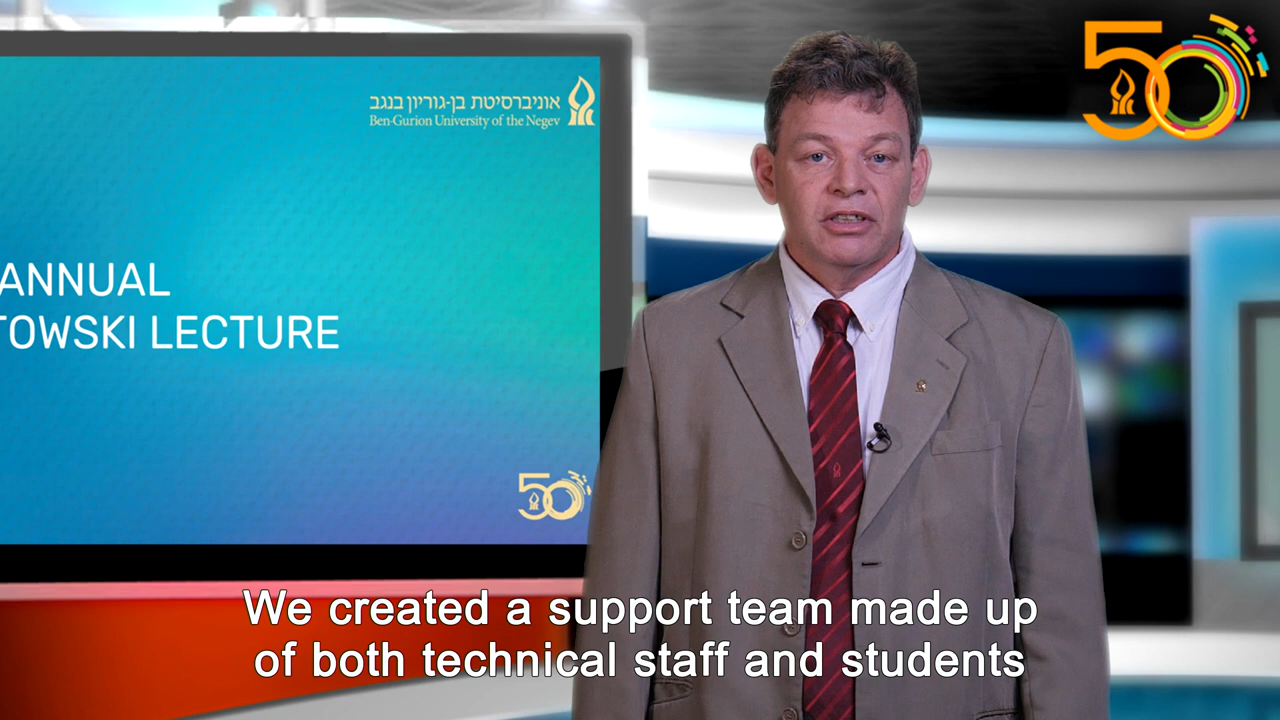 אוניברסיטת בן-גוריון בנגב
Ben-Gurion University of the Negev
50
ANNUAL
TOWSKI LECTURE
50
We created a support team made up
of both technical staff and students